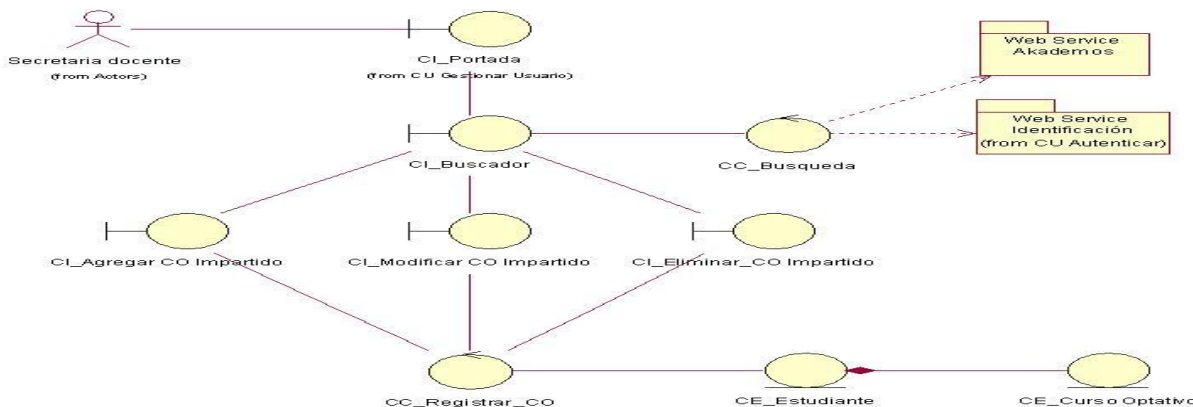 Secretaria docente
(from Actors)
CI_Portada
(from CU Gestionar Usuario)
Web Service
Akademos
Web Service
Identificación
(from CU Autenticar)
CI_Buscador
CC_Busqueda
CI_Agregar CO Impartido
CI_Modificar CO Impartido
CI_Eliminar_CO Impartido
CC_Registrar_CO
CE_Estudiante
CE_Curso Optativo